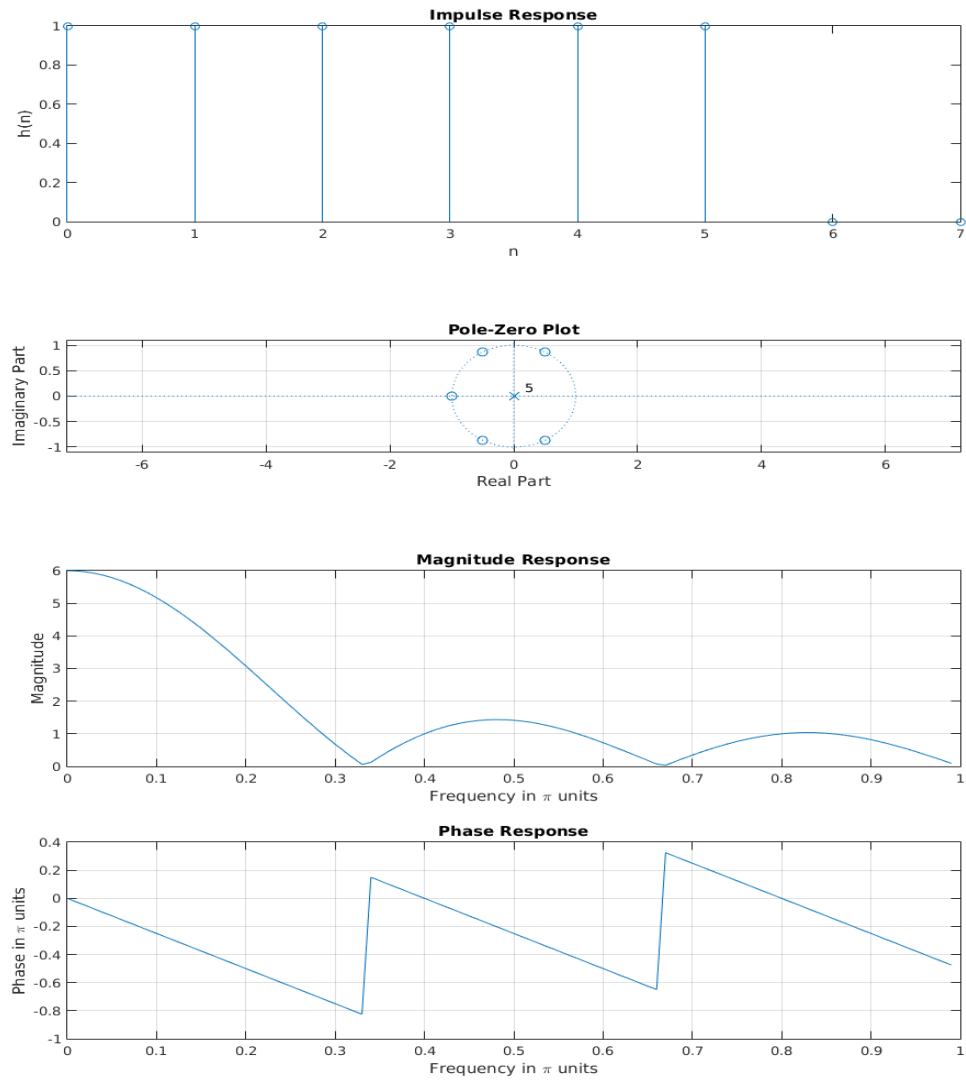 Impulse Response
1
0.8
0.6
0.4
0.2
0
h(n)
0 1 2 3 4 5 6 7
n
Pole-Zero Plot
1
0.5
0
-0.5
-1
Imaginary Part
5
-6 -4 -2 0 2 4 6
Real Part
Magnitude Response
6
5
4
3
2
1
0
Magnitude
0 0.1 0.2 0.3 0.4 0.5 0.6 0.7 0.8 0.9 1
Frequency in π units
Phase Response
0.4
0.2
0
-0.2
-0.4
-0.6
-0.8
-1
Phase in π units
0 0.1 0.2 0.3 0.4 0.5 0.6 0.7 0.8 0.9 1
Frequency in π units